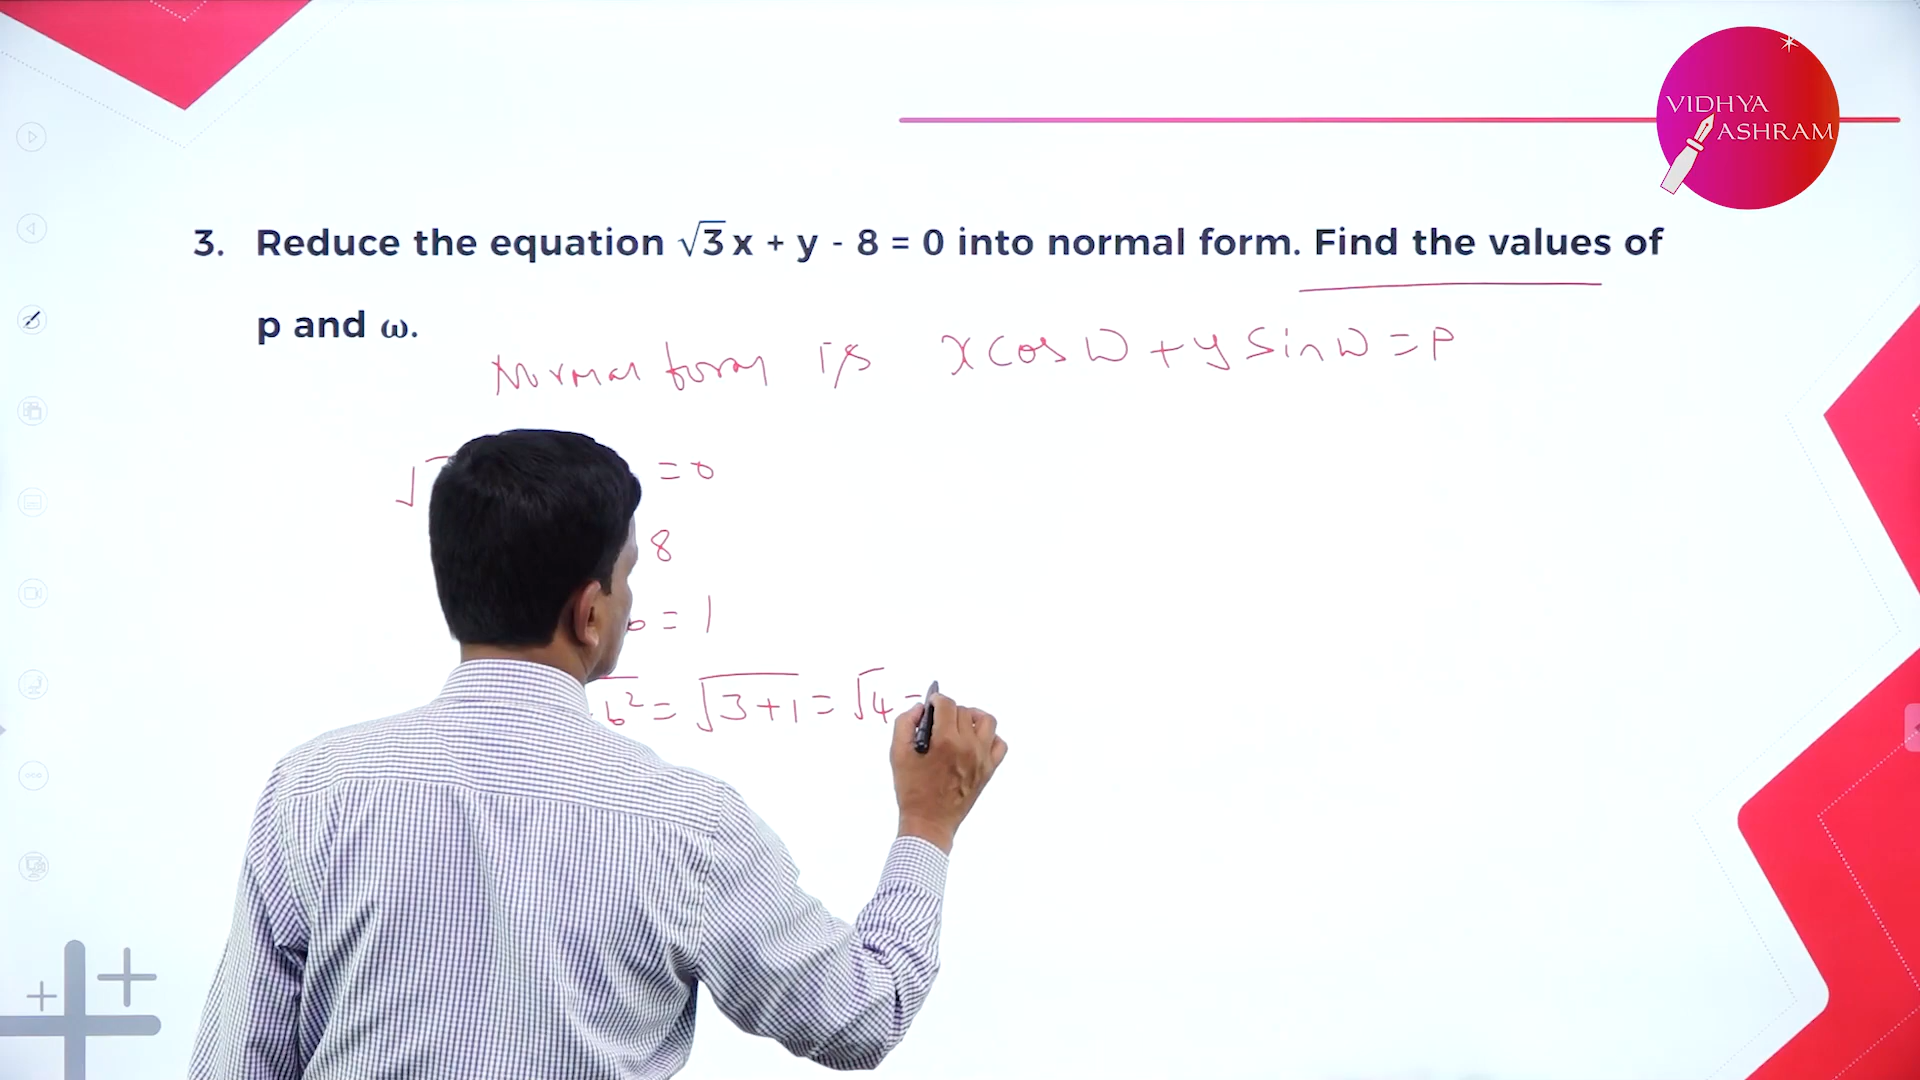 VIDHYA
ASHRAM
3. Reduce the equation √3x + y - 8 = 0 into normal form. Find the values of
p and ω.
Normal form is x cos ω + y sin ω = P
√ = 0
8
b = 1
b² = √3+1 = √4 =